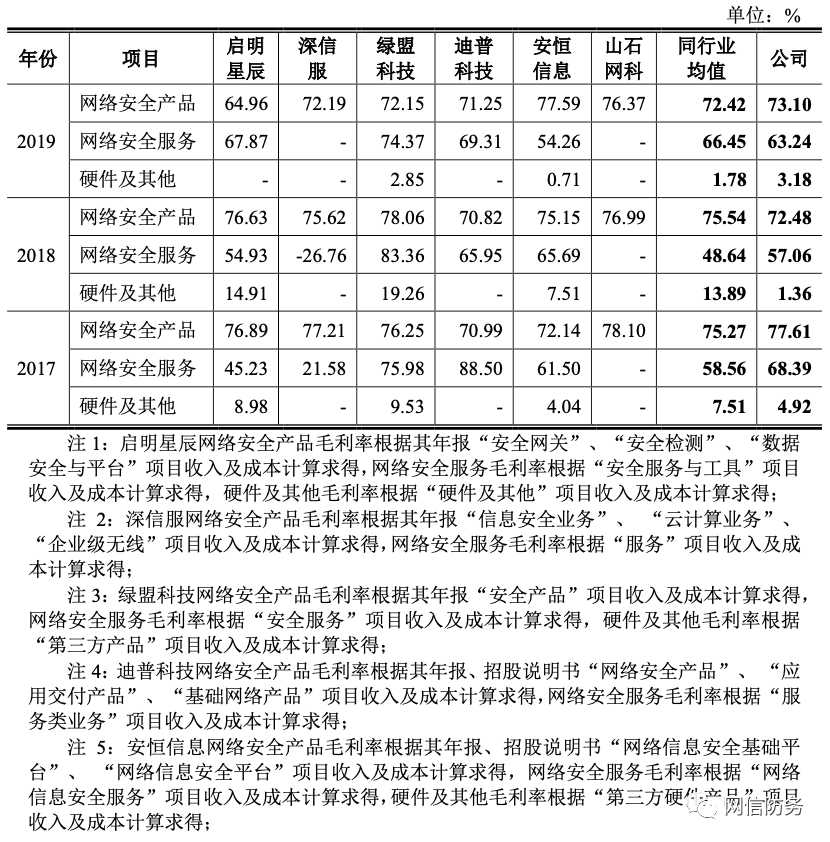 单位：%
年份 项目 启明星辰 深信服 绿盟科技 迪普科技 安恒信息 山石网科 同行业均值 公司
2019 网络安全产品 64.96 72.19 72.15 71.25 77.59 76.37 72.42 73.10
网络安全服务 67.87 - 74.37 69.31 54.26 - 66.45 63.24
硬件及其他 - - 2.85 - 0.71 - 1.78 3.18
2018 网络安全产品 76.63 75.62 78.06 70.82 75.15 76.99 75.54 72.48
网络安全服务 54.93 -26.76 83.36 65.95 65.69 - 48.64 57.06
硬件及其他 14.91 - 19.26 - 7.51 - 13.89 1.36
2017 网络安全产品 76.89 77.21 76.25 70.99 72.14 78.10 75.27 77.61
网络安全服务 45.23 21.58 75.98 88.50 61.50 - 58.56 68.39
硬件及其他 8.98 - 9.53 - 4.04 - 7.51 4.92
注 1：启明星辰网络安全产品毛利率根据其年报“安全网关”、“安全检测”、“数据
安全与平台”项目收入及成本计算求得，网络安全服务毛利率根据“安全服务与工具”项目
收入及成本计算求得，硬件及其他毛利率根据“硬件及其他”项目收入及成本计算求得；
注 2：深信服网络安全产品毛利率根据其年报“信息安全业务”、“云计算业务”、
“企业级无线”项目收入及成本计算求得，网络安全服务毛利率根据“服务”项目收入及成
本计算求得；
注 3：绿盟科技网络安全产品毛利率根据其年报“安全产品”项目收入及成本计算求得，
网络安全服务毛利率根据“安全服务”项目收入及成本计算求得，硬件及其他毛利率根据
“第三方产品”项目收入及成本计算求得；
注 4：迪普科技网络安全产品毛利率根据其年报、招股说明书“网络安全产品”、“应
用交付产品”、“基础网络产品”项目收入及成本计算求得，网络安全服务毛利率根据“服
务类业务”项目收入及成本计算求得；
注 5：安恒信息网络安全产品毛利率根据其年报、招股说明书“网络信息安全基础平
台”、“网络信息安全平台”项目收入及成本计算求得，网络安全服务毛利率根据“网络
信息安全服务”项目收入及成本计算求得，硬件及其他毛利率根据“第三方硬件产品”项目
收入及成本计算求得；
网信防务